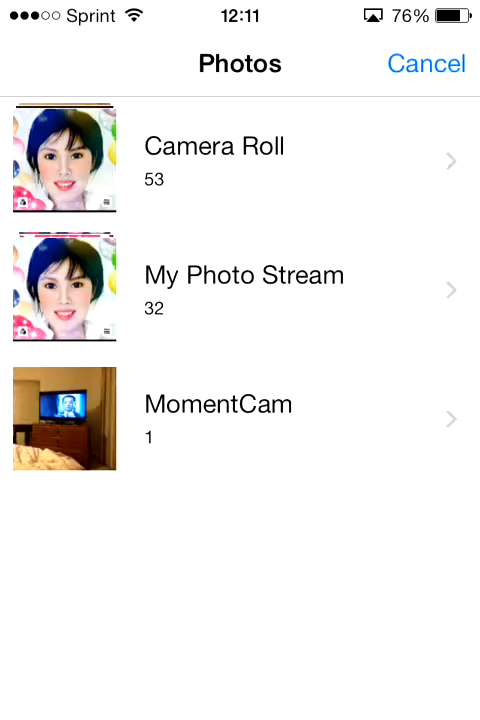 Sprint 12:11 76%
Photos Cancel
Camera Roll
53
My Photo Stream
32
MomentCam
1